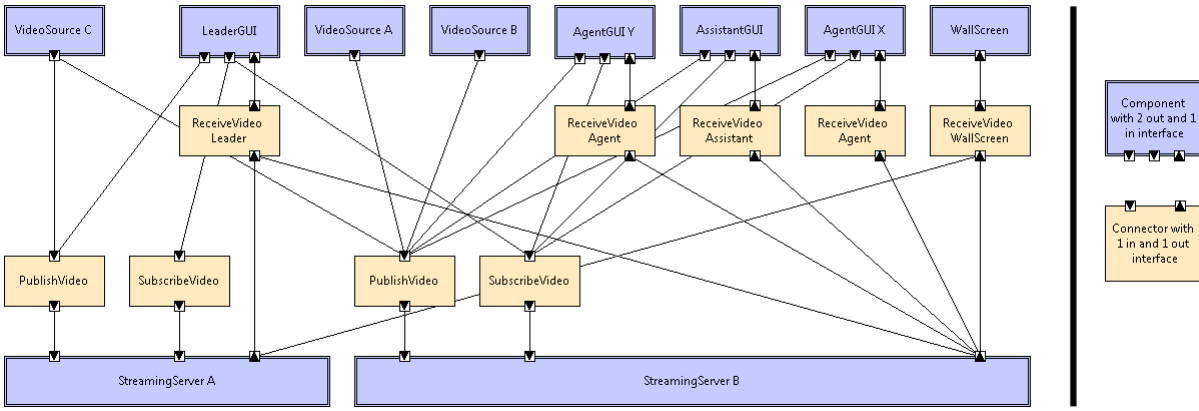 VideoSource C
LeaderGUI
VideoSource A
VideoSource B
AgentGUI Y
AssistantGUI
AgentGUI X
WallScreen
ReceiveVideo
Leader
ReceiveVideo
Agent
ReceiveVideo
Assistant
ReceiveVideo
Agent
ReceiveVideo
WallScreen
PublishVideo
SubscribeVideo
PublishVideo
SubscribeVideo
StreamingServer A
StreamingServer B
Component
with 2 out and 1
in interface
Connector with
1 in and 1 out
interface